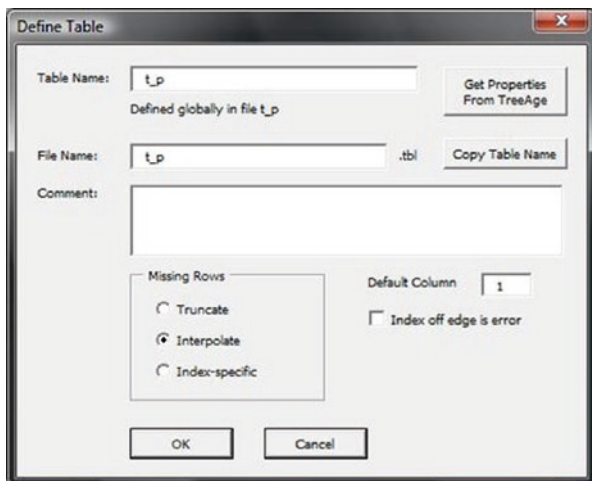 Define Table
Table Name:
t_p
Get Properties
From TreeAge
Defined globally in file t_p
File Name:
t_p
.tbl
Copy Table Name
Comment:
Missing Rows
Truncate
Interpolate
Index-specific
Default Column
1
Index off edge is error
OK
Cancel